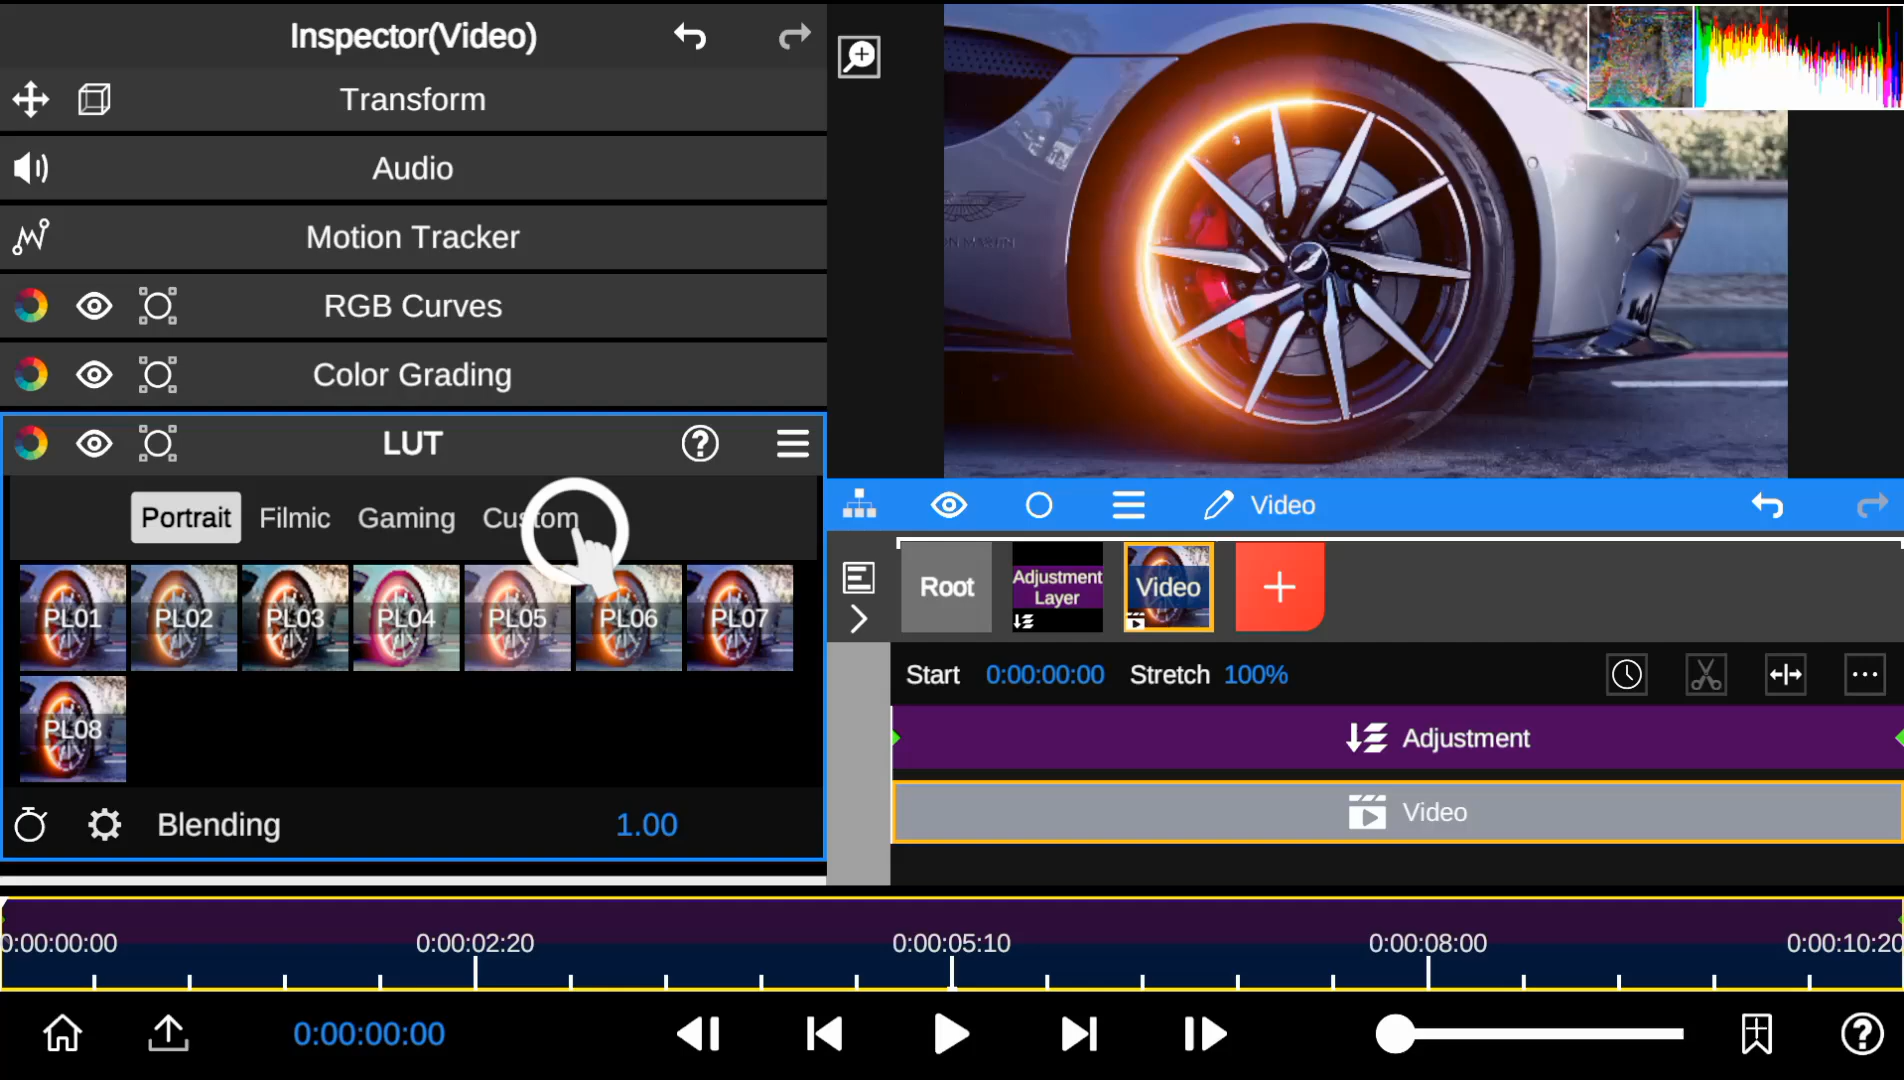 Inspector(Video)
Transform
Audio
Motion Tracker
RGB Curves
Color Grading
LUT
Portrait Filmic Gaming Custom
PL01 PL02 PL03 PL04 PL05 PL06 PL07
PL08
Blending 1.00
Video
Root
Adjustment
Layer
Video
Start 0:00:00:00 Stretch 100%
Adjustment
Video
0:00:00:00 0:00:02:20 0:00:05:10 0:00:08:00 0:00:10:20
0:00:00:00